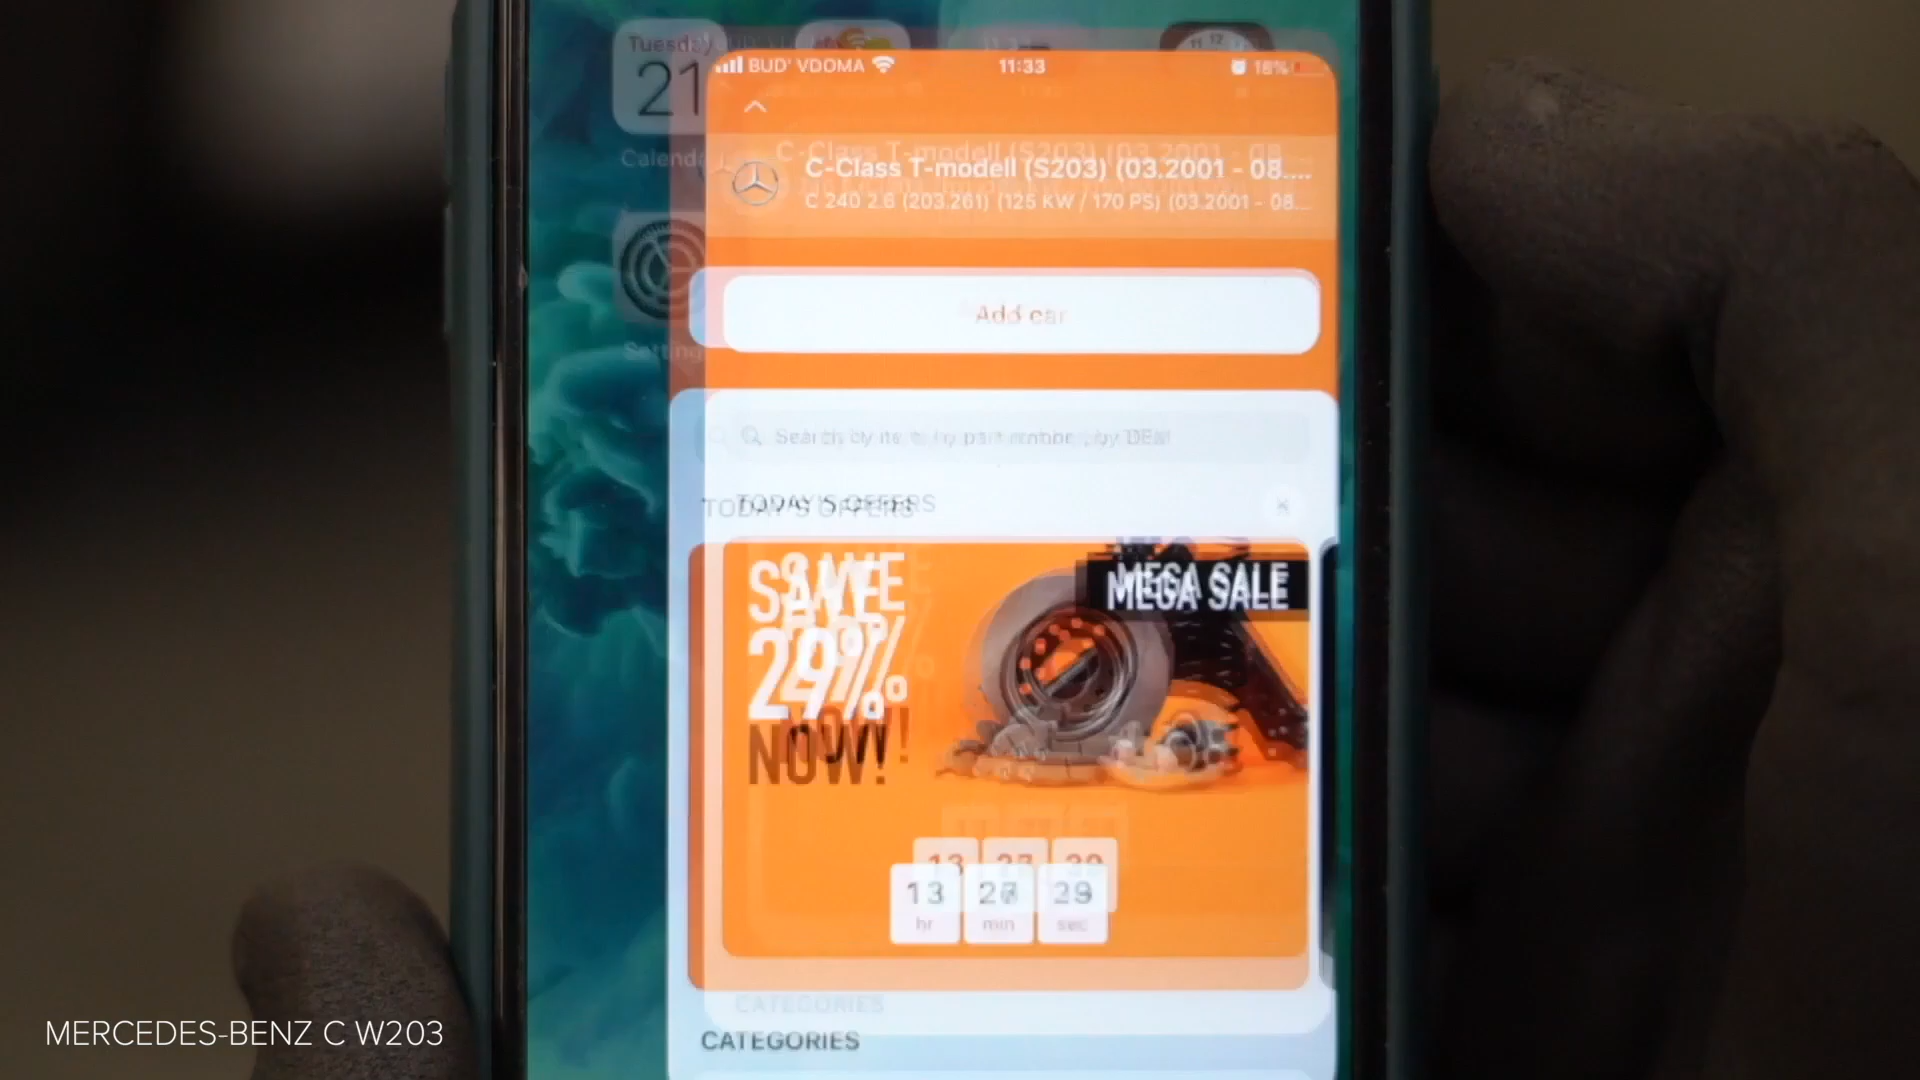 Tuesday
21
BUD' VDOMA 11:33 18%
C-Class T-modell (S203) (03.2001 - 08....
C 240 2.6 (203.261) (125 KW / 170 PS) (03.2001 - 08...
Add car
TODAY'S OFFERS
SAVE
29%
NOW!
MEGA SALE
13 29
hr min sec
CATEGORIES
MERCEDES-BENZ C W203